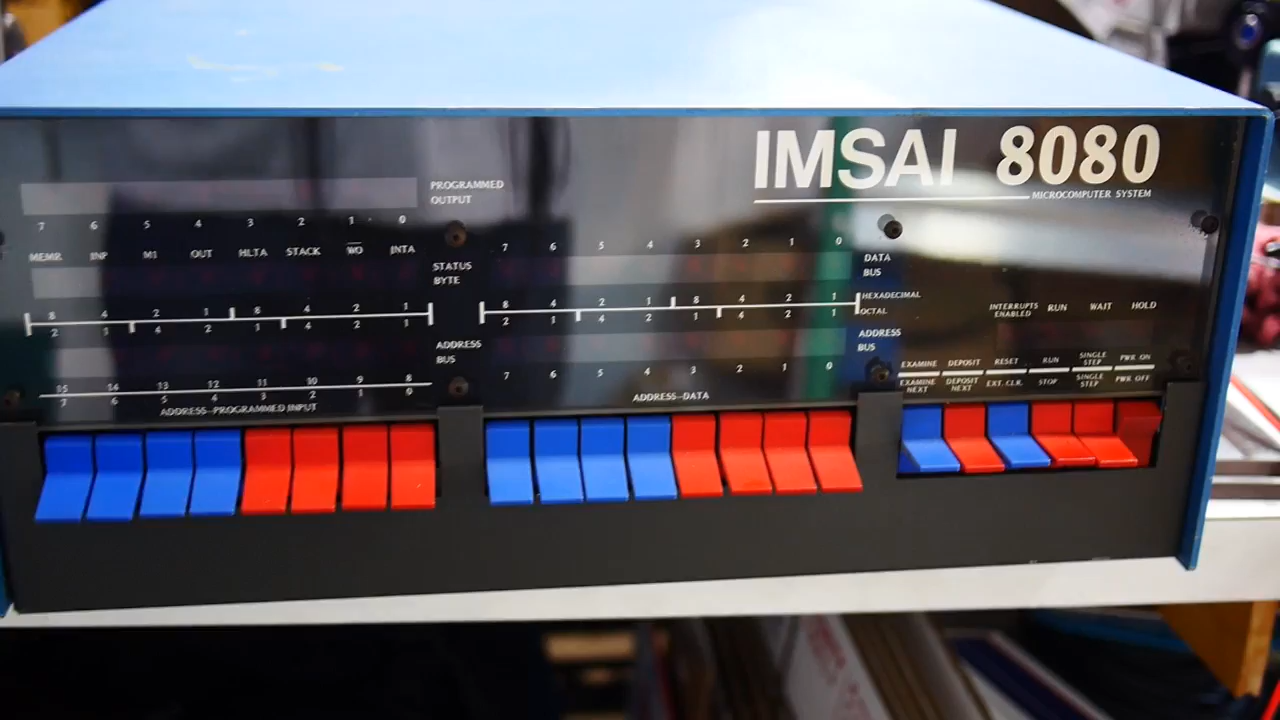 IMSAI 8080
MICROCOMPUTER SYSTEM
PROGRAMMED
OUTPUT
7 6 5 4 3 2 1 0
MEMR INP M1 OUT HLTA STACK WO INTA
STATUS
BYTE
7 6 5 4 3 2 1 0
DATA
BUS
8 4 2 1 8 4 2 1
2 1 4 2 1 4 2 1
8 4 2 1 8 4 2 1
2 1 4 2 1 4 2 1
HEXADECIMAL
OCTAL
ADDRESS
BUS
ADDRESS
BUS
15 14 13 12 11 10 9 8
7 6 5 4 3 2 1 0
ADDRESS-PROGRAMMED INPUT
7 6 5 4 3 2 1 0
ADDRESS-DATA
INTERRUPTS
ENABLED
RUN WAIT HOLD
EXAMINE
EXAMINE
NEXT
DEPOSIT
DEPOSIT
NEXT
RESET
EXT. CLR.
RUN
STOP
SINGLE
STEP
SINGLE
STEP
PWR ON
PWR OFF